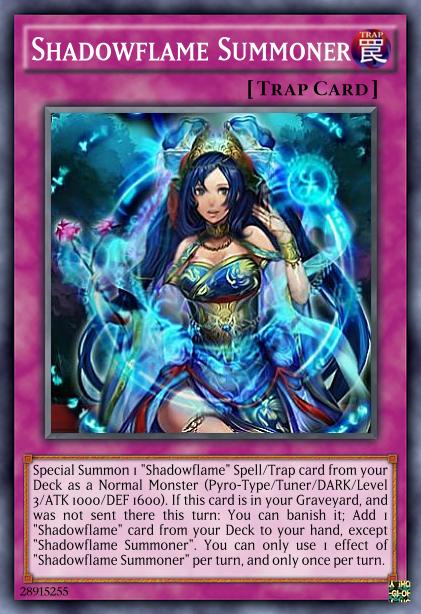 SHADOWFLAME SUMMONER
TRAP
罠
[TRAP CARD]
Special Summon 1 "Shadowflame" Spell/Trap card from your
Deck as a Normal Monster (Pyro-Type/Tuner/DARK/Level
3/ATK 1000/DEF 1600). If this card is in your Graveyard, and
was not sent there this turn: You can banish it; Add 1
"Shadowflame" card from your Deck to your hand, except
"Shadowflame Summoner". You can only use 1 effect of
"Shadowflame Summoner" per turn, and only once per turn.
28915255